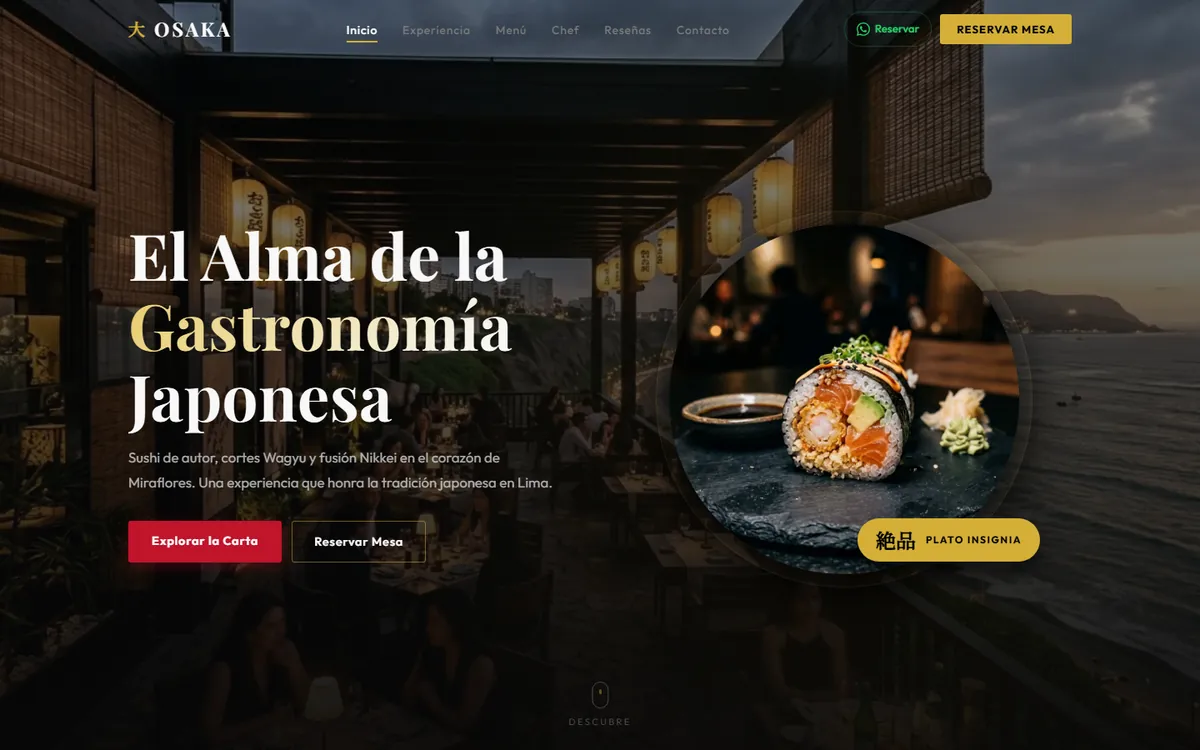 大 OSAKA
Inicio Experiencia Menú Chef Reseñas Contacto
Reservar
RESERVAR MESA
El Alma de la
Gastronomía
Japonesa
Sushi de autor, cortes Wagyu y fusión Nikkei en el corazón de
Miraflores. Una experiencia que honra la tradición japonesa en Lima.
Explorar la Carta
Reservar Mesa
絶品 PLATO INSIGNIA
DESCUBRE